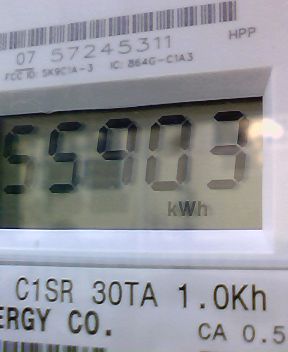 07 57245311
HPP
FCC ID: SK9C1A-3 IC: 864G-C1A3
55903
kWh
C1SR 30TA 1.0Kh
ERGY CO.
CA 0.5